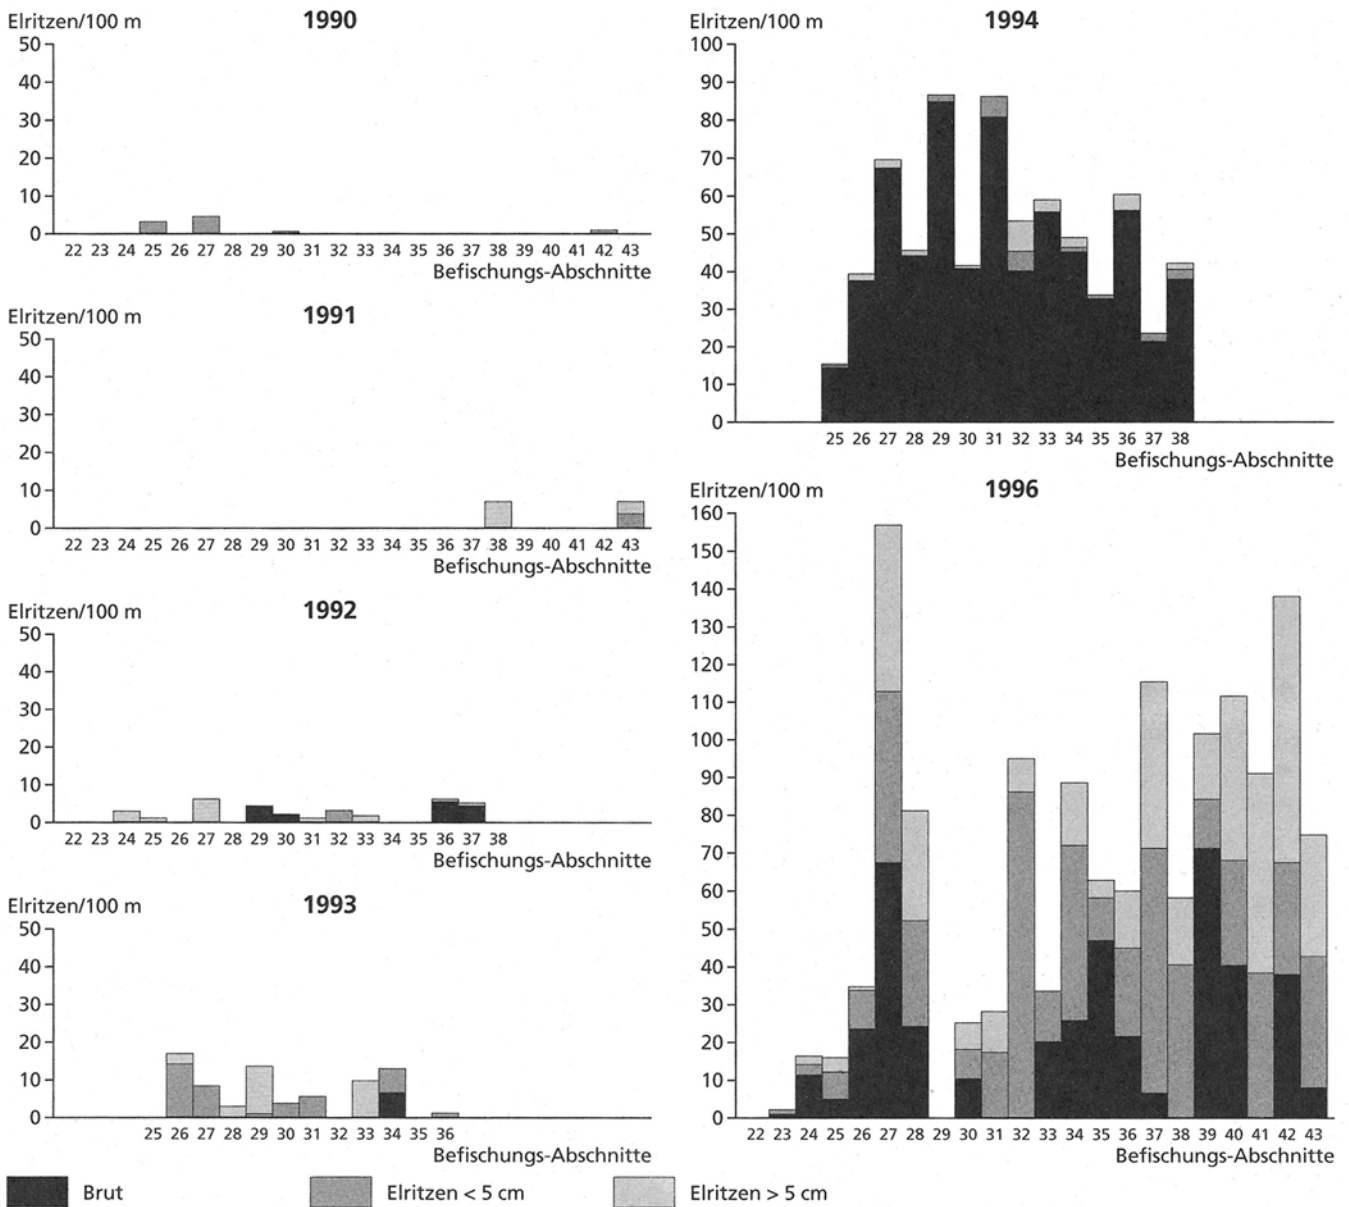 Elritzen/100 m 1990
50
40
30
20
10
0
22 23 24 25 26 27 28 29 30 31 32 33 34 35 36 37 38 39 40 41 42 43
Befischungs-Abschnitte
Elritzen/100 m 1991
50
40
30
20
10
0
22 23 24 25 26 27 28 29 30 31 32 33 34 35 36 37 38 39 40 41 42 43
Befischungs-Abschnitte
Elritzen/100 m 1992
50
40
30
20
10
0
22 23 24 25 26 27 28 29 30 31 32 33 34 35 36 37 38
Befischungs-Abschnitte
Elritzen/100 m 1993
50
40
30
20
10
0
25 26 27 28 29 30 31 32 33 34 35 36
Befischungs-Abschnitte
Elritzen/100 m 1994
100
90
80
70
60
50
40
30
20
10
0
25 26 27 28 29 30 31 32 33 34 35 36 37 38
Befischungs-Abschnitte
Elritzen/100 m 1996
160
150
140
130
120
110
100
90
80
70
60
50
40
30
20
10
0
22 23 24 25 26 27 28 29 30 31 32 33 34 35 36 37 38 39 40 41 42 43
Befischungs-Abschnitte
Brut Elritzen < 5 cm Elritzen > 5 cm